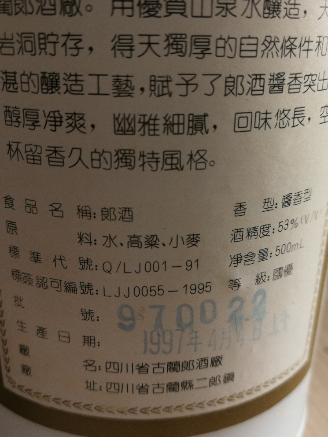 蘭郎酒廠。用優質山泉水釀造，天
岩洞貯存，得天獨厚的自然條件和
湛的釀造工藝，賦予了郎酒醬香突出
醇厚凈爽，幽雅細膩，回味悠長，空
杯留香久的獨特風格。
食品名稱:郎酒 香型:醬香型
原料:水、高粱、小麥 酒精度:53%(V/V)
標準代號:Q/LJ001-91 淨含量:500mL
標簽認可編號:LJJ0055-1995 等級:國優
批號: 970022
生產日期: 1997年4月
廠名:四川省古藺郎酒廠
廠址:四川省古藺縣二郎鎮